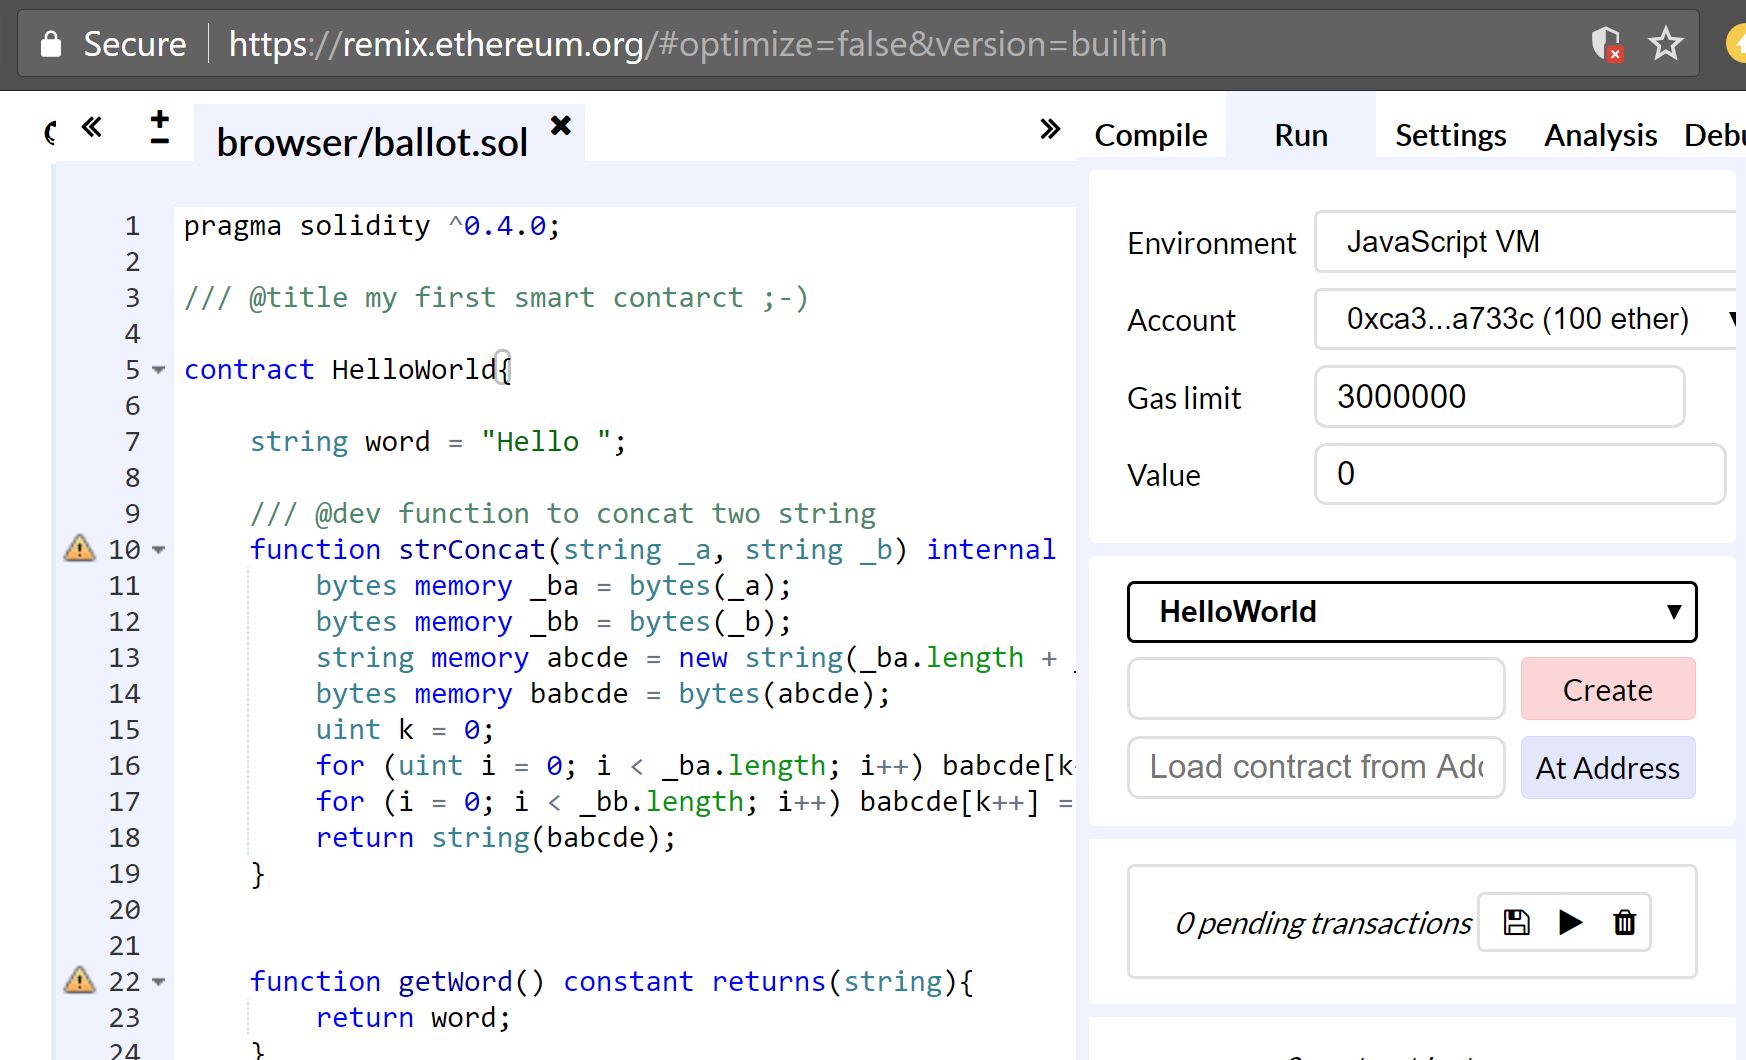 Secure https://remix.ethereum.org/#optimize=false&version=builtin
browser/ballot.sol
Compile Run Settings Analysis
1 pragma solidity ^0.4.0;
2
3 /// @title my first smart contarct ;-)
4
5 contract HelloWorld{
6
7 string word = "Hello ";
8
9 /// @dev function to concat two string
10 function strConcat(string _a, string _b) internal
11 bytes memory _ba = bytes(_a);
12 bytes memory _bb = bytes(_b);
13 string memory abcde = new string(_ba.length +
14 bytes memory babcde = bytes(abcde);
15 uint k = 0;
16 for (uint i = 0; i < _ba.length; i++) babcde[k
17 for (i = 0; i < _bb.length; i++) babcde[k++] =
18 return string(babcde);
19 }
20
21
22 function getWord() constant returns(string){
23 return word;
24 }
Environment JavaScript VM
Account 0xca3...a733c (100 ether)
Gas limit 3000000
Value 0
HelloWorld
Create
Load contract from
At Address
0 pending transactions